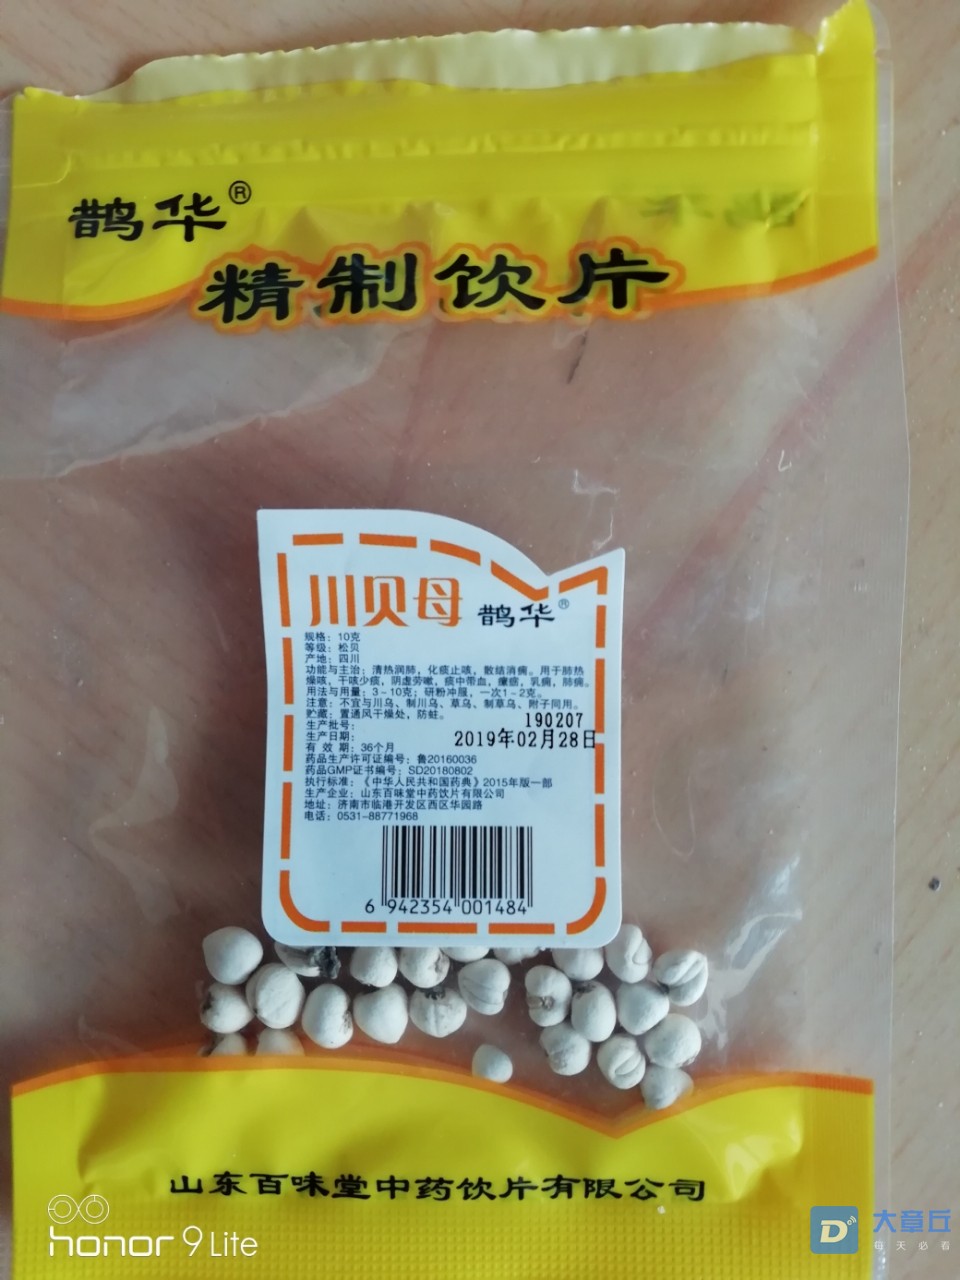 鹊华®
精制饮片
川贝母 鹊华®
规格：10克
等级：松贝
产地：四川
功能与主治：清热润肺，化痰止咳，散结消痈。用于肺热
燥咳，干咳少痰，阴虚劳嗽，痰中带血，瘰疬，乳痈，肺痈。
用法与用量：3～10克；研粉冲服，一次1～2克。
注意：不宜与川乌、制川乌、草乌、制草乌、附子同用。
贮藏：置通风干燥处，防蛀。
生产批号：190207
生产日期：2019年02月28日
有 效 期：36个月
药品生产许可证编号：鲁20160036
药品GMP证书编号：SD20180802
执行标准：《中华人民共和国药典》2015年版一部
生产企业：山东百味堂中药饮片有限公司
地址：济南市临港开发区西区华园路
电话：0531-88771968
6 942354 001484
山东百味堂中药饮片有限公司
honor 9 Lite
D 大章丘
每天必看